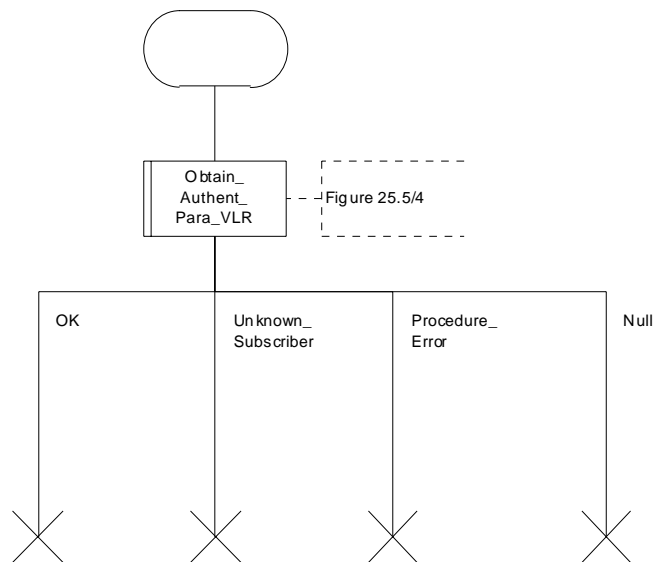 Obtain_
Authent_
Para_VLR
Figure 25.5/4
OK
Unknown_
Subscriber
Procedure_
Error
Null